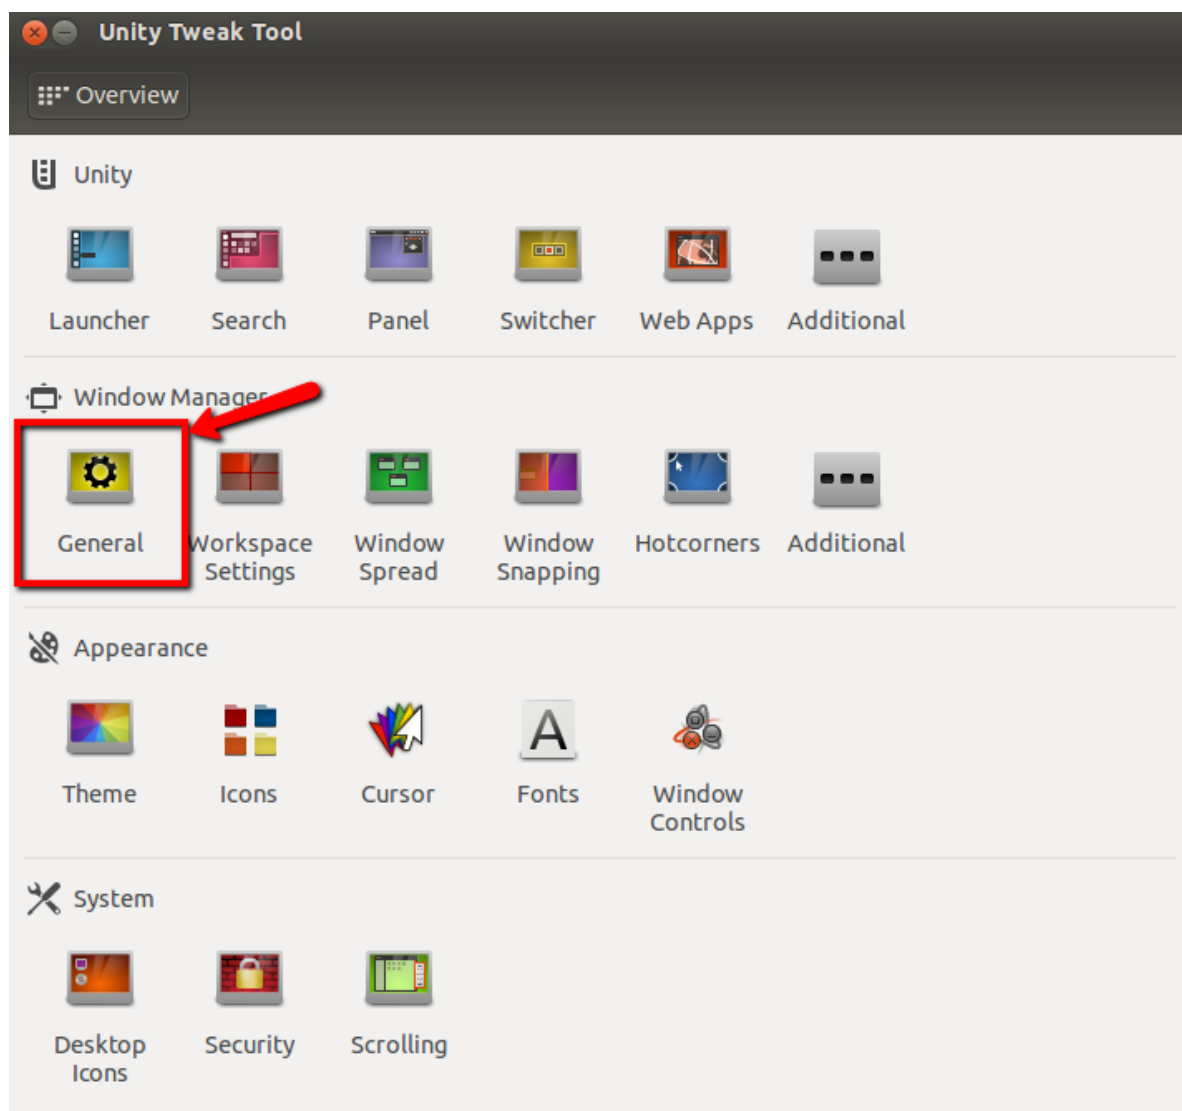 Unity Tweak Tool
Overview
Unity
Launcher Search Panel Switcher Web Apps Additional
Window Manager
General Workspace Window Window Hotcorners Additional
Settings Spread Snapping
Appearance
Theme Icons Cursor A Fonts Window
Controls
System
Desktop Security Scrolling
Icons